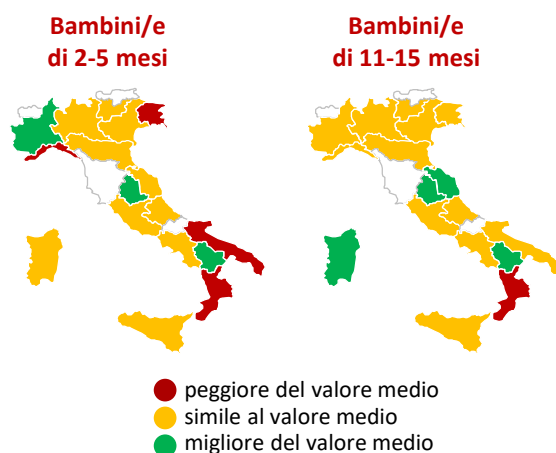 Bambini/e
di 2-5 mesi
Bambini/e
di 11-15 mesi
peggiore del valore medio
simile al valore medio
migliore del valore medio